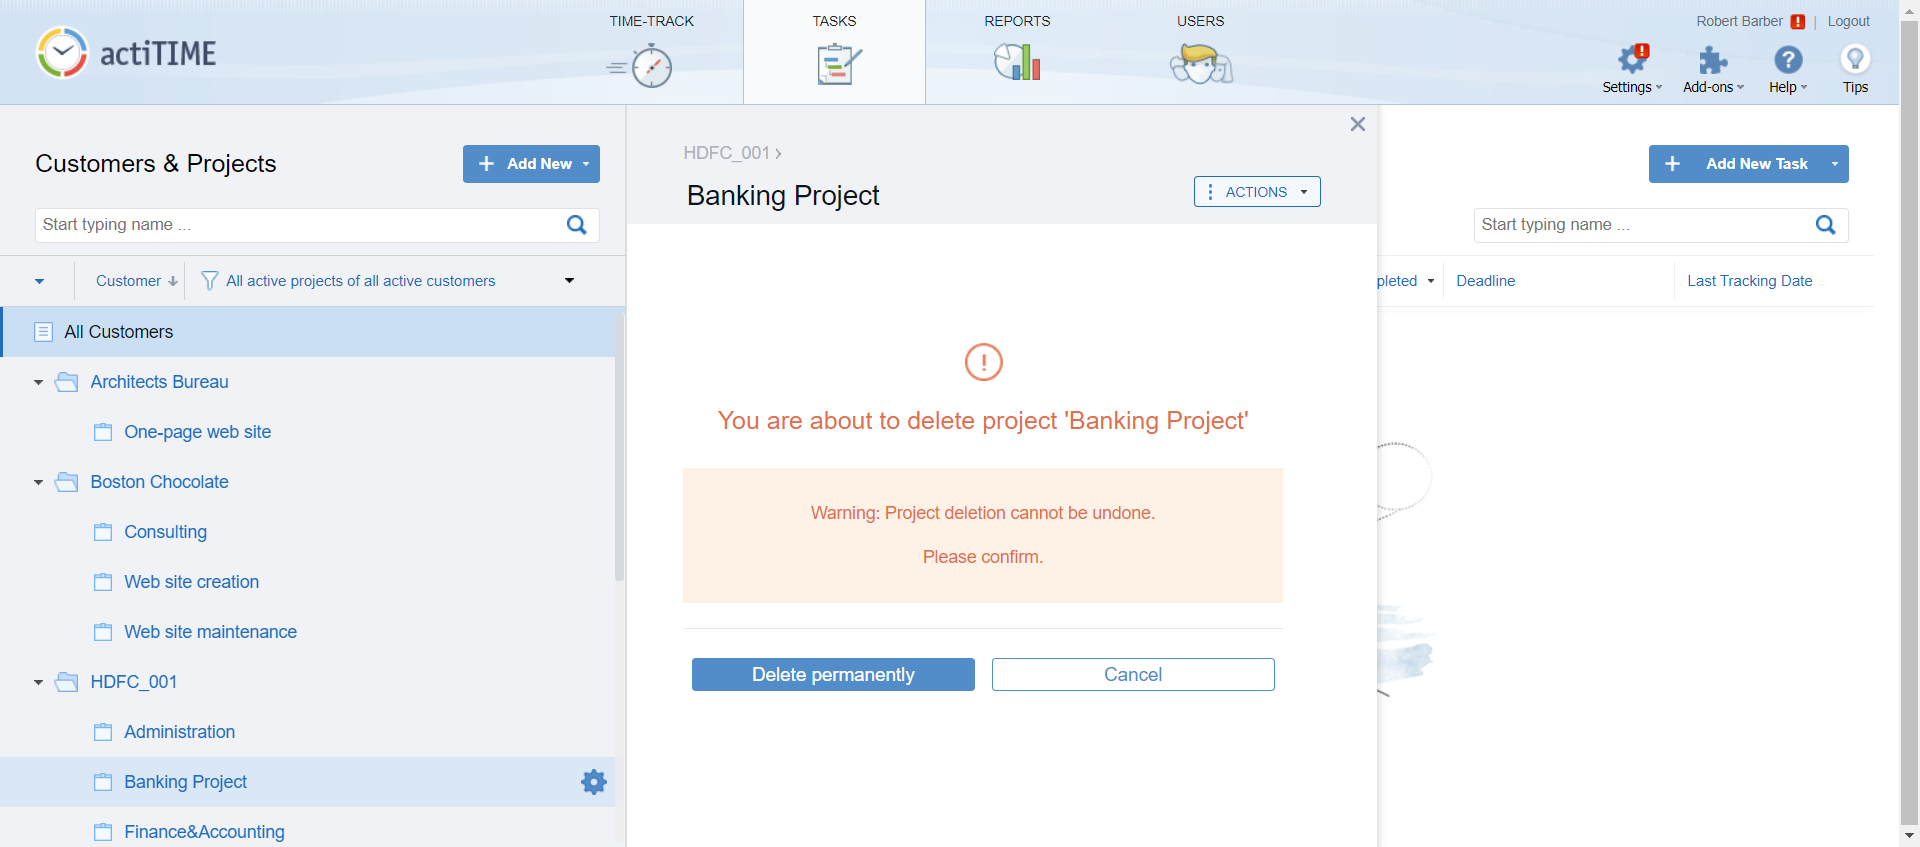 actiTIME
TIME-TRACK
TASKS
REPORTS
USERS
Robert Barber ! | Logout
Settings
Add-ons
Help
Tips
Customers & Projects
+ Add New
Start typing name ...
Customer
All active projects of all active customers
All Customers
Architects Bureau
One-page web site
Boston Chocolate
Consulting
Web site creation
Web site maintenance
HDFC_001
Administration
Banking Project
Finance&Accounting
HDFC_001 ›
Banking Project
ACTIONS
You are about to delete project 'Banking Project'
Warning: Project deletion cannot be undone.
Please confirm.
Delete permanently
Cancel
+ Add New Task
Start typing name ...
pleted
Deadline
Last Tracking Date